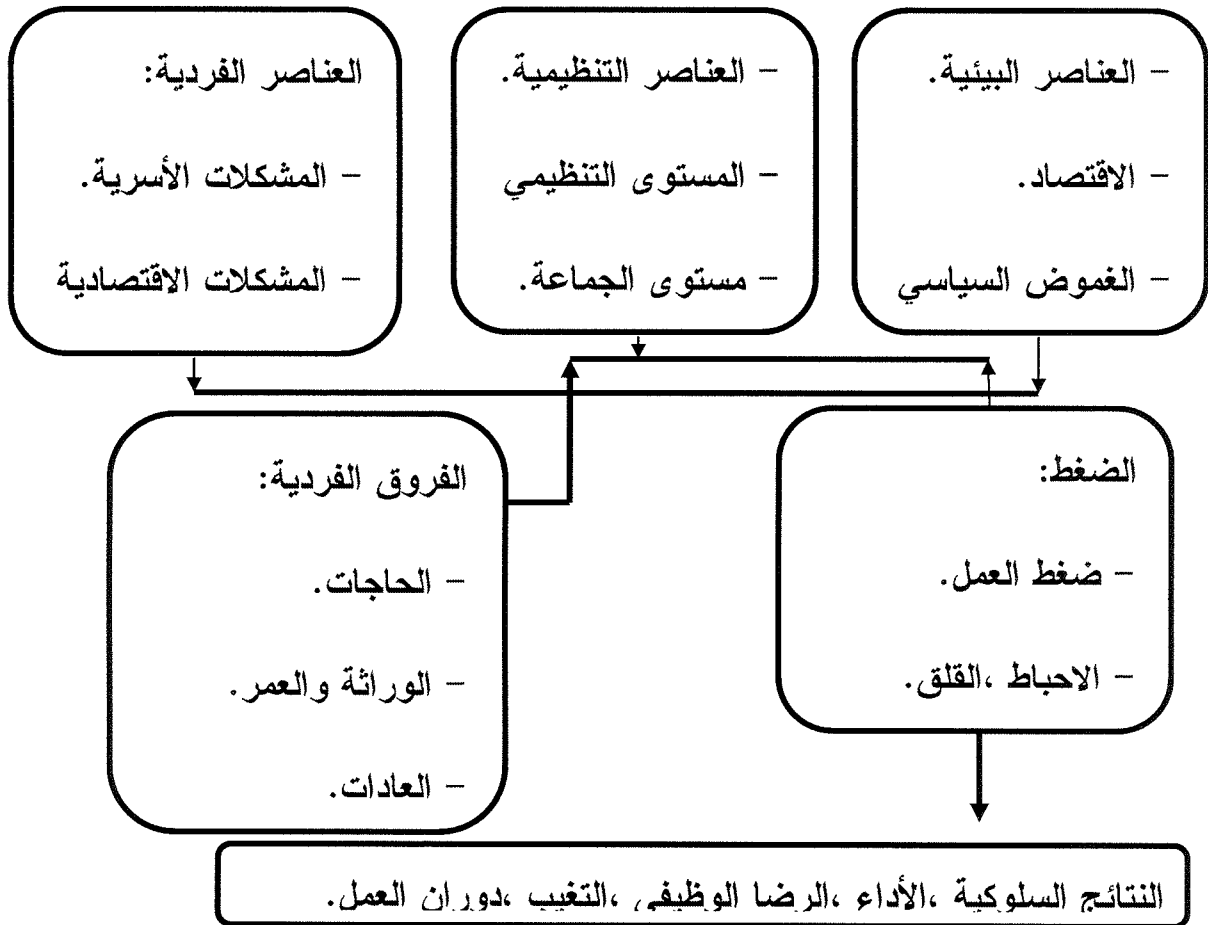 - العناصر البيئية.
- الاقتصاد.
- الغموض السياسي
- العناصر التنظيمية.
- المستوى التنظيمي
- مستوى الجماعة.
العناصر الفردية:
- المشكلات الأسرية.
- المشكلات الاقتصادية
الضغط:
- ضغط العمل.
- الاحباط ،القلق.
الفروق الفردية:
- الحاجات.
- الوراثة والعمر.
- العادات.
النتائج السلوكية ،الأداء ،الرضا الوظيفي ،التغيب ،دوران العمل.